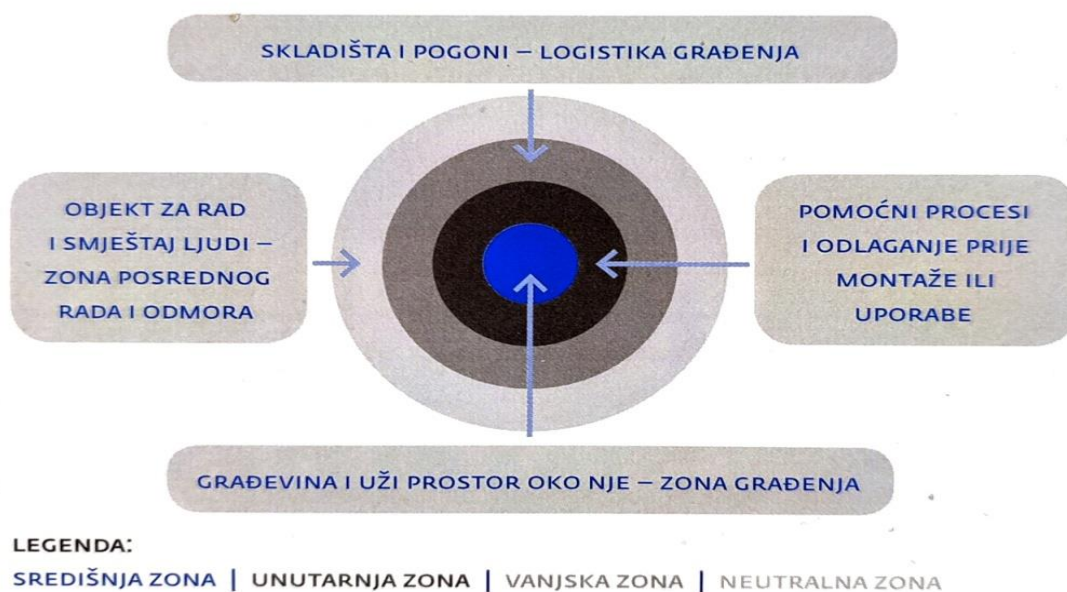 SKLADIŠTA I POGONI – LOGISTIKA GRAĐENJA
OBJEKT ZA RAD
I SMJEŠTAJ LJUDI –
ZONA POSREDNOG
RADA I ODMORA
POMOĆNI PROCESI
I ODLAGANJE PRIJE
MONTAŽE ILI
UPORABE
GRAĐEVINA I UŽI PROSTOR OKO NJE – ZONA GRAĐENJA
LEGENDA:
SREDIŠNJA ZONA | UNUTARNJA ZONA | VANJSKA ZONA | NEUTRALNA ZONA